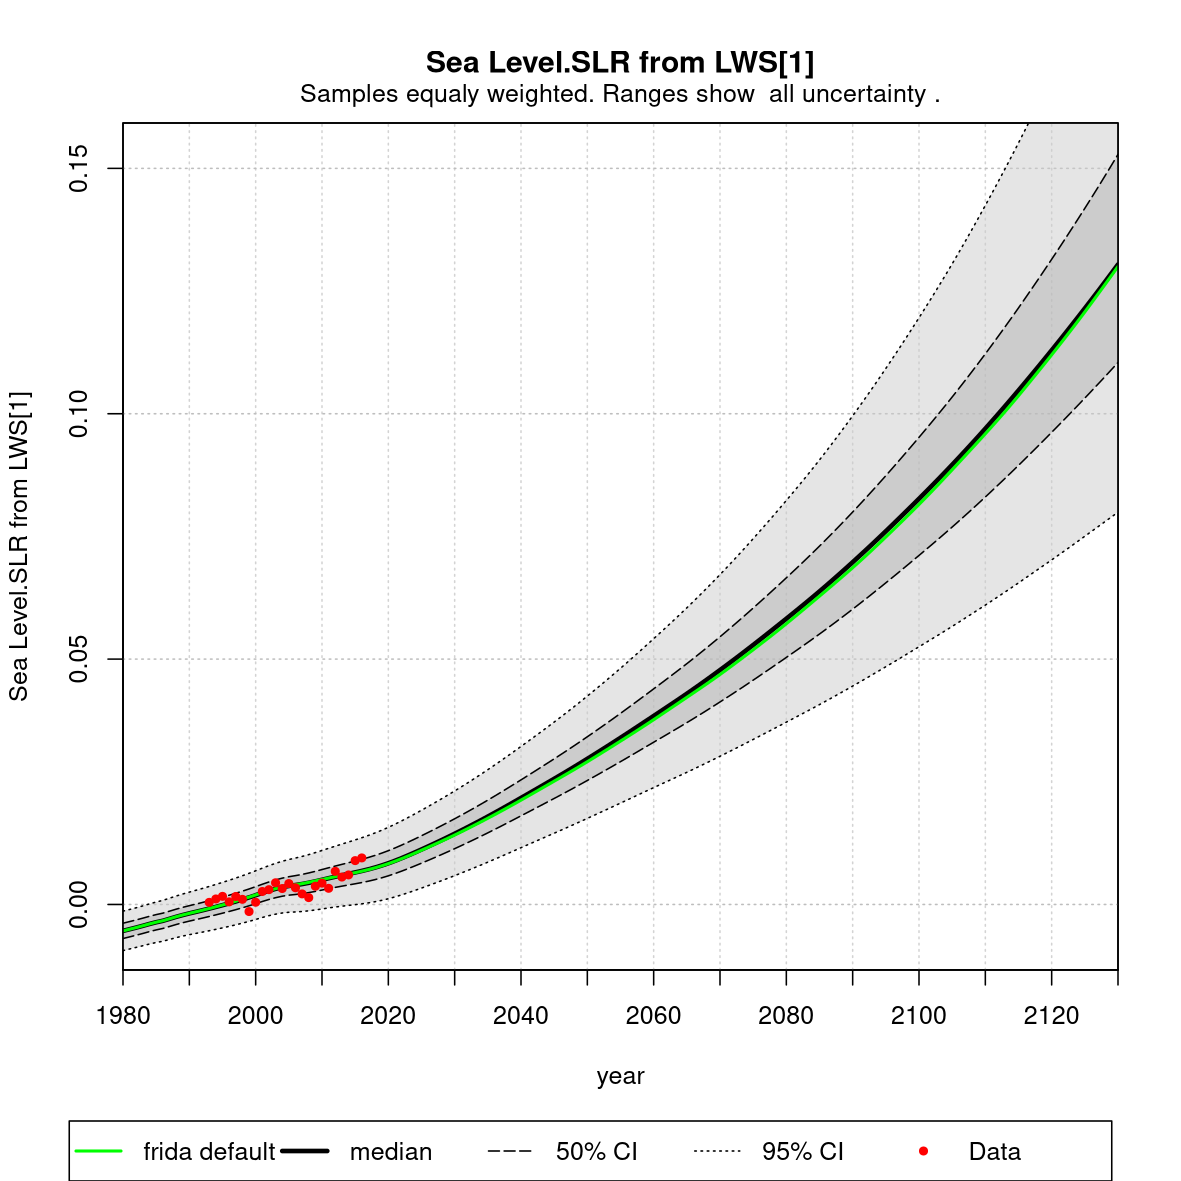 Sea Level.SLR from LWS[1]
Samples equaly weighted. Ranges show  all uncertainty .
Sea Level.SLR from LWS[1]
0.15
0.10
0.05
0.00
1980 2000 2020 2040 2060 2080 2100 2120
year
frida default median 50% CI 95% CI Data